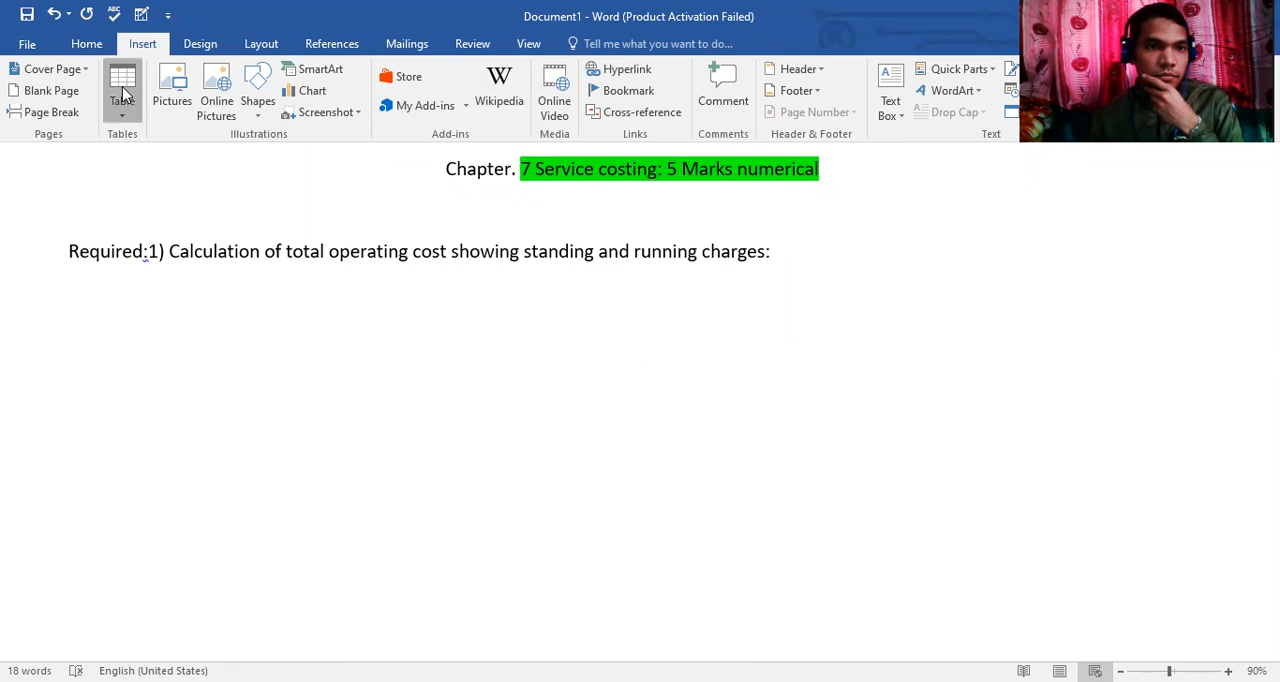 Document1 - Word (Product Activation Failed)
File Home Insert Design Layout References Mailings Review View Tell me what you want to do...
Cover Page
Blank Page
Page Break
Pages
Table
Tables
Pictures
Online Pictures
Shapes
SmartArt
Chart
Screenshot
Illustrations
Store
My Add-ins
W
Wikipedia
Add-ins
Online Video
Media
Hyperlink
Bookmark
Cross-reference
Links
Comment
Comments
Header
Footer
Page Number
Header & Footer
A
Text Box
Quick Parts
WordArt
Drop Cap
Text
Chapter. 7 Service costing: 5 Marks numerical
Required:1) Calculation of total operating cost showing standing and running charges:
18 words English (United States) 90%